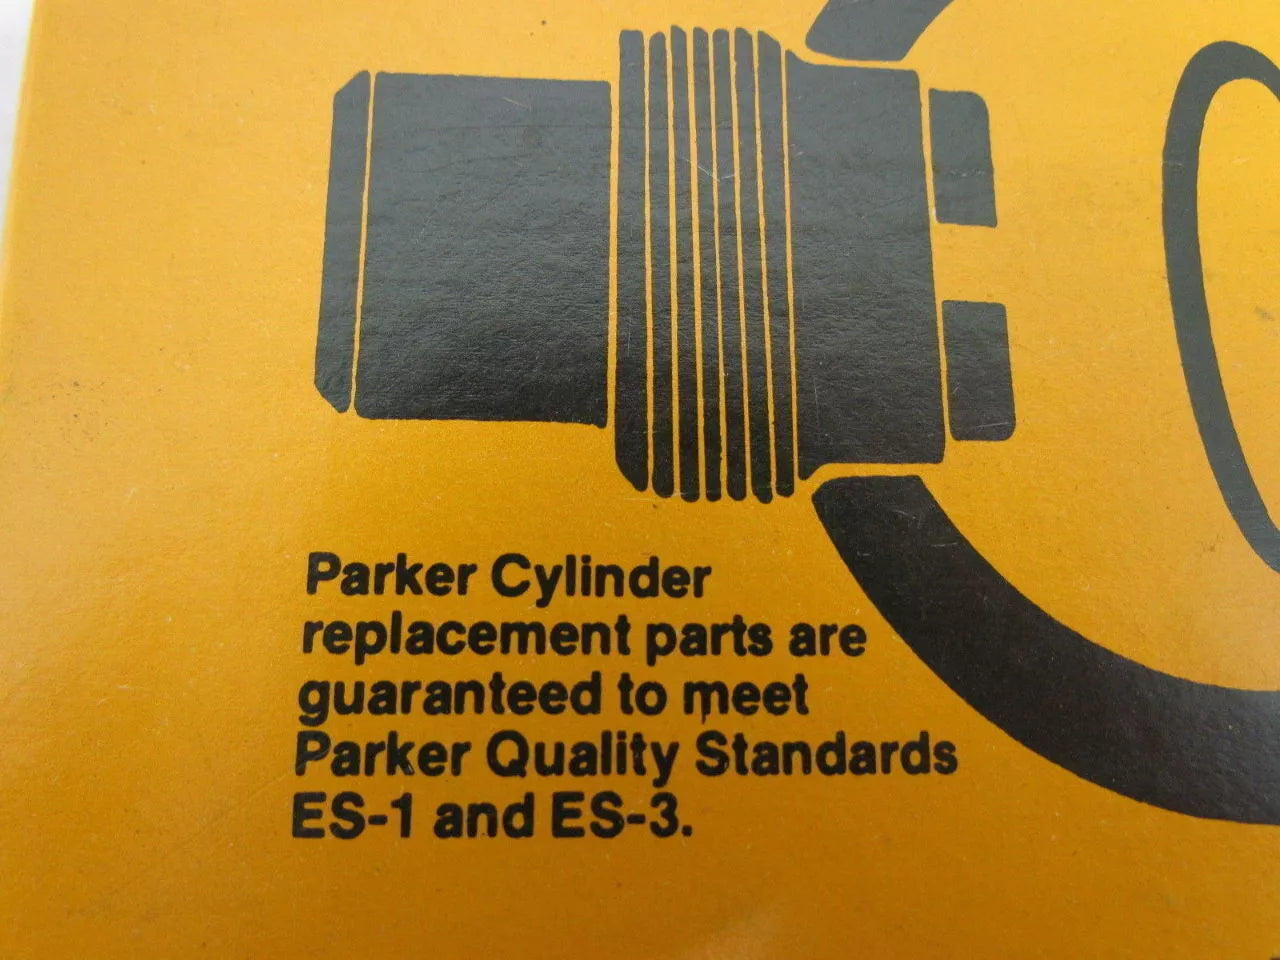 Parker Cylinder
replacement parts are
guaranteed to meet
Parker Quality Standards
ES-1 and ES-3.